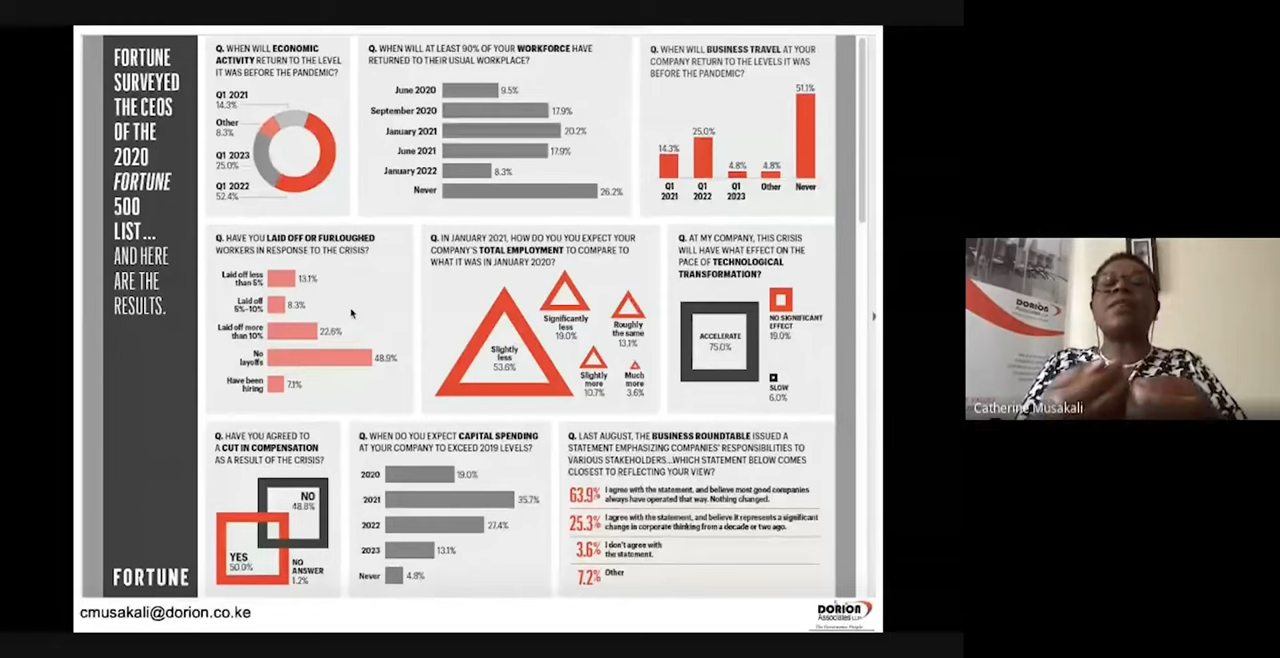 FORTUNE
SURVEYED
THE CEOS
OF THE
2020
FORTUNE
500
LIST...
AND HERE
ARE THE
RESULTS.
FORTUNE
Q. WHEN WILL ECONOMIC
ACTIVITY RETURN TO THE LEVEL
IT WAS BEFORE THE PANDEMIC?
Q1 2021
14.3%
Other
8.3%
Q1 2023
25.0%
Q1 2022
52.4%
Q. WHEN WILL AT LEAST 90% OF YOUR WORKFORCE HAVE
RETURNED TO THEIR USUAL WORKPLACE?
June 2020 9.5%
September 2020 17.9%
January 2021 20.2%
June 2021 17.9%
January 2022 8.3%
Never 26.2%
Q. WHEN WILL BUSINESS TRAVEL AT YOUR
COMPANY RETURN TO THE LEVELS IT WAS
BEFORE THE PANDEMIC?
14.3% 25.0% 4.8% 4.8% 51.1%
Q1 Q1 Q1 Other Never
2021 2022 2023
Q. HAVE YOU LAID OFF OR FURLOUGHED
WORKERS IN RESPONSE TO THE CRISIS?
Laid off less
than 5% 13.1%
Laid off
5%-10% 8.3%
Laid off more
than 10% 22.6%
No
layoffs 48.9%
Have been
hiring 7.1%
Q. IN JANUARY 2021, HOW DO YOU YOU EXPECT YOUR
COMPANY'S TOTAL EMPLOYMENT TO COMPARE TO
WHAT IT WAS IN JANUARY 2020?
Slightly
less
53.6%
Significantly
less
19.0%
Roughly
the same
13.1%
Slightly
more
10.7%
Much
more
3.6%
Q. AT MY COMPANY, THIS CRISIS
WILL HAVE WHAT EFFECT ON THE
PACE OF TECHNOLOGICAL
TRANSFORMATION?
ACCELERATE
75.0%
NO SIGNIFICANT
EFFECT
19.0%
SLOW
6.0%
Q. HAVE YOU AGREED TO
A CUT IN COMPENSATION
AS A RESULT OF THE CRISIS?
NO
48.8%
YES
50.0%
NO
ANSWER
1.2%
Q. WHEN DO YOU EXPECT CAPITAL SPENDING
AT YOUR COMPANY TO EXCEED 2019 LEVELS?
2020 19.0%
2021 35.7%
2022 27.4%
2023 13.1%
Never 4.8%
Q. LAST AUGUST, THE BUSINESS ROUNDTABLE ISSUED A
STATEMENT EMPHASIZING COMPANIES' RESPONSIBILITIES TO
VARIOUS STAKEHOLDERS...WHICH STATEMENT BELOW COMES
CLOSEST TO REFLECTING YOUR VIEW?
63.9% I agree with the statement, and believe most good companies
always have operated that way. Nothing changed.
25.3% I agree with the statement, and believe it represents a significant
change in corporate thinking from a decade or two ago.
3.6% I don't agree with
the statement.
7.2% Other
cmusakali@dorion.co.ke
DORION
Associates LLP
The Governance People
DORION
Catherine Musakali